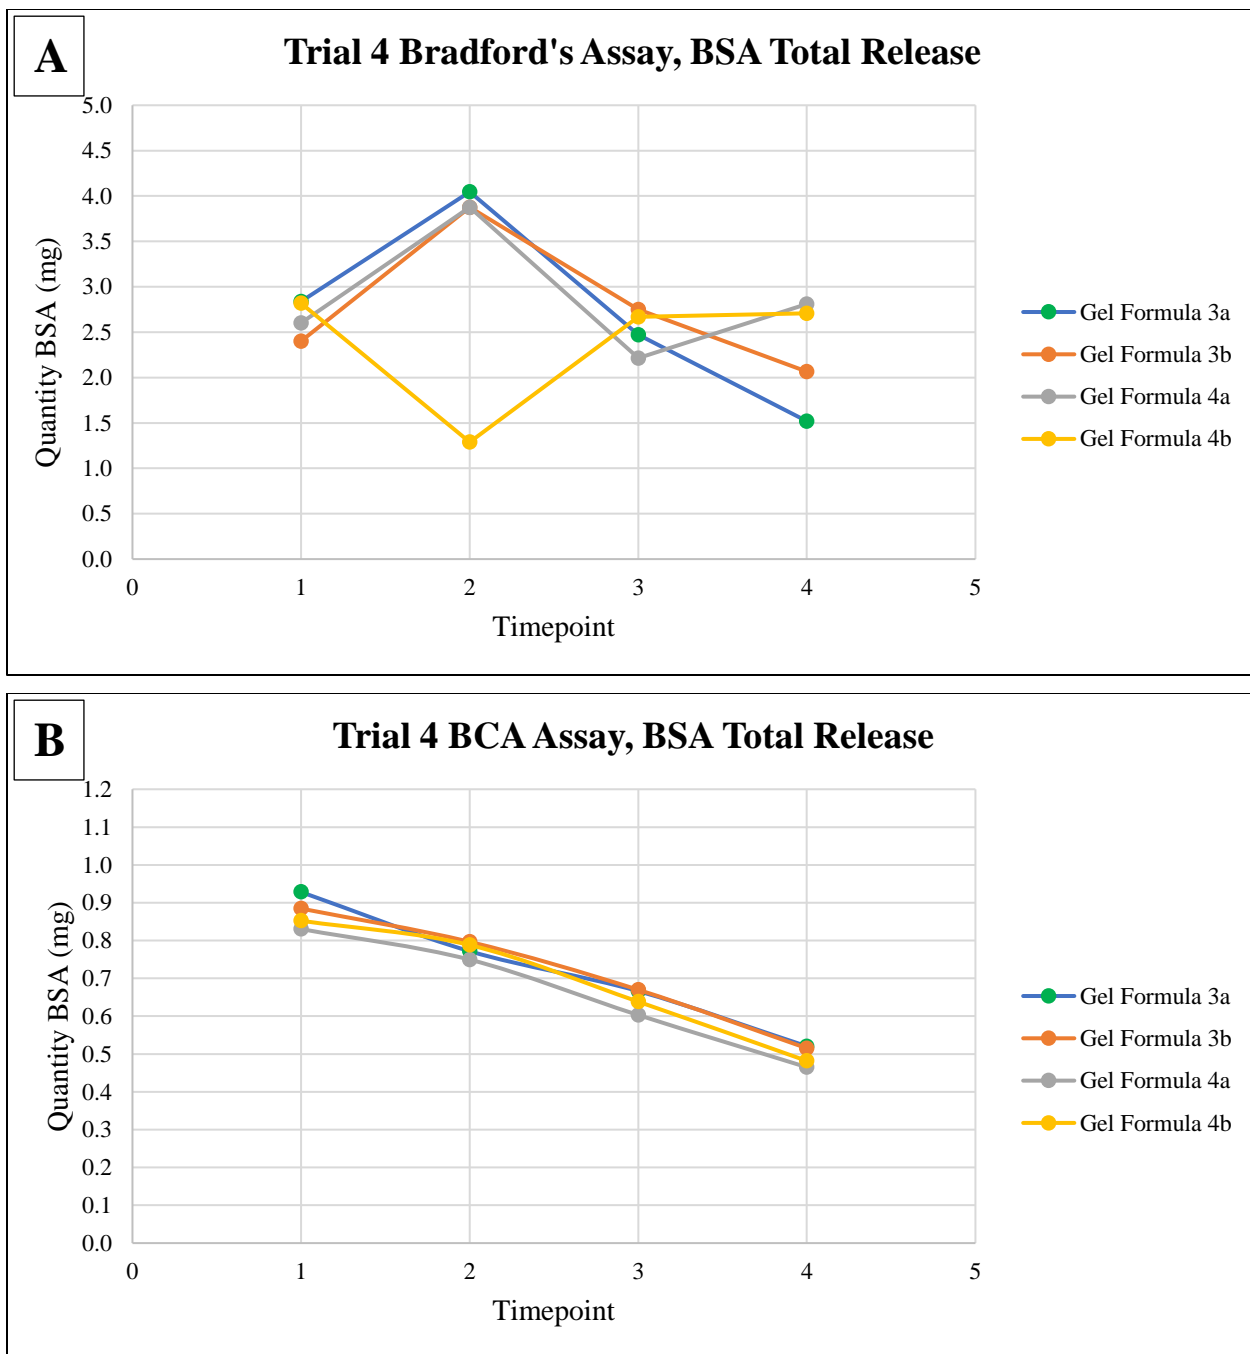 A
Trial 4 Bradford's Assay, BSA Total Release
5.0
4.5
4.0
3.5
3.0
2.5
2.0
1.5
1.0
0.5
0.0
Quantity BSA (mg)
0 1 2 3 4 5
Timepoint
Gel Formula 3a
Gel Formula 3b
Gel Formula 4a
Gel Formula 4b
B
Trial 4 BCA Assay, BSA Total Release
1.2
1.1
1.0
0.9
0.8
0.7
0.6
0.5
0.4
0.3
0.2
0.1
0.0
Quantity BSA (mg)
0 1 2 3 4 5
Timepoint
Gel Formula 3a
Gel Formula 3b
Gel Formula 4a
Gel Formula 4b